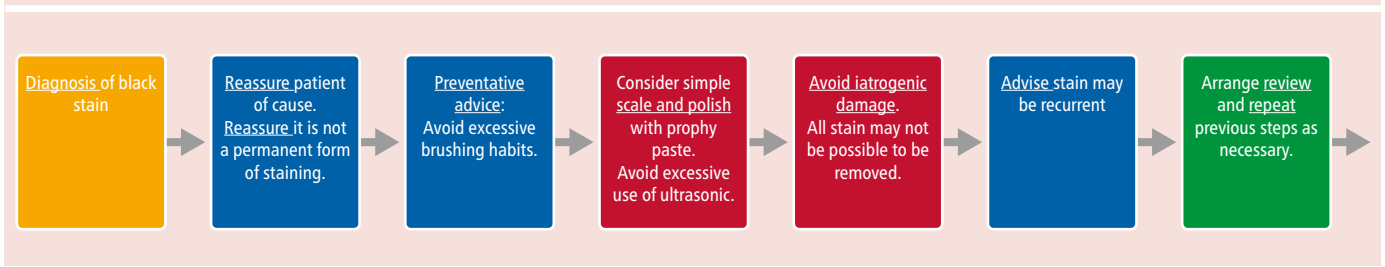 Diagnosis of black
stain
Reassure patient
of cause.
Reassure it is not
a permanent form
of staining.
Preventative
advice:
Avoid excessive
brushing habits.
Consider simple
scale and polish
with prophy
paste.
Avoid excessive
use of ultrasonic.
Avoid iatrogenic
damage.
All stain may not
be possible to be
removed.
Advise stain may
be recurrent
Arrange review
and repeat
previous steps as
necessary.